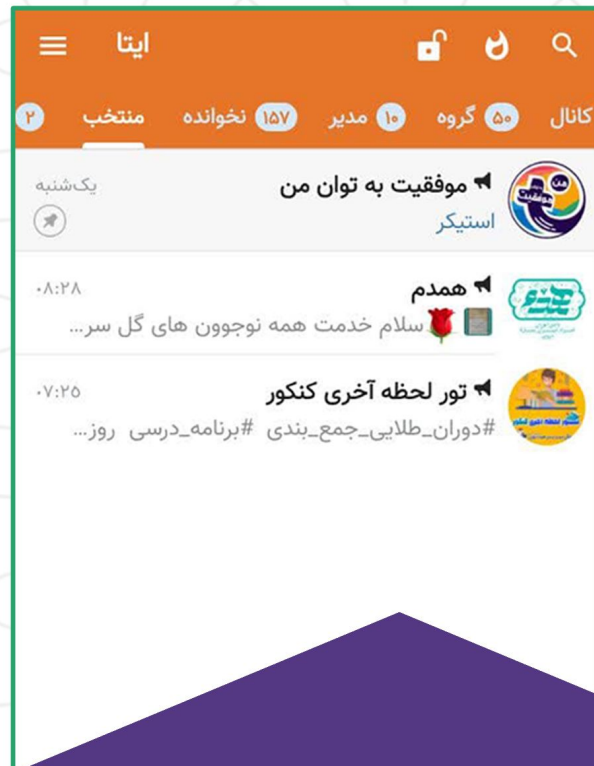 ایتا
کانال ۵۰ گروه ۱۰ مدیر ۱۵۷ نخوانده منتخب ۲
موفقیت به توان من
یک‌شنبه
استیکر
همدم
۰۸:۲۸
سلام خدمت همه نوجوون های گل سر...
تور لحظه آخری کنکور
۰۷:۲۵
#دوران_طلایی_جمع_بندی #برنامه_درسی روز...